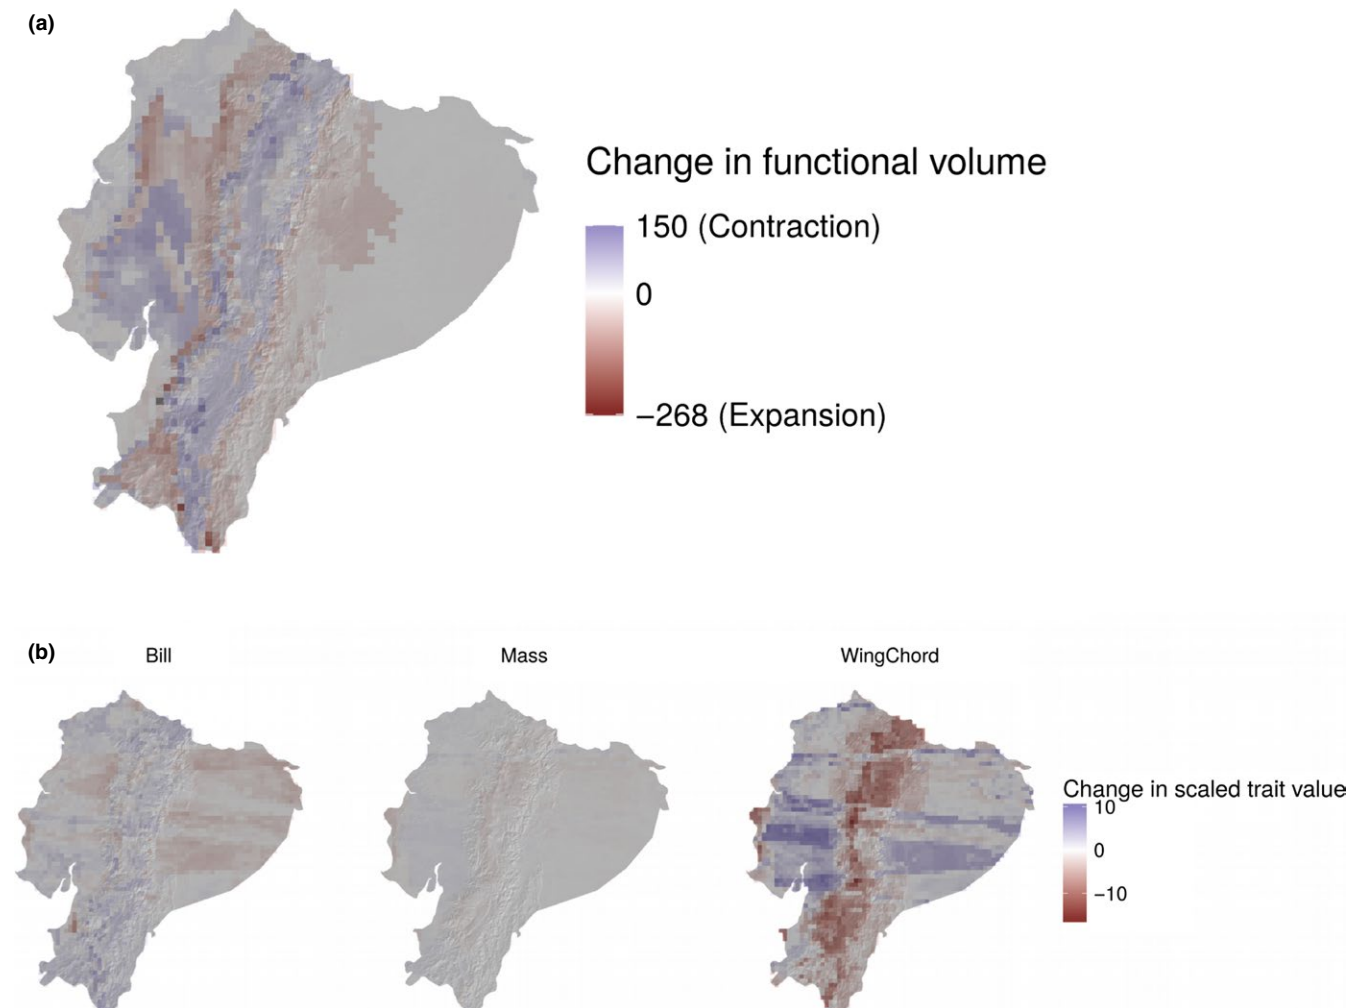 (a)
Change in functional volume
150 (Contraction)
0
−268 (Expansion)
(b)
Bill
Mass
WingChord
Change in scaled trait value
10
0
−10